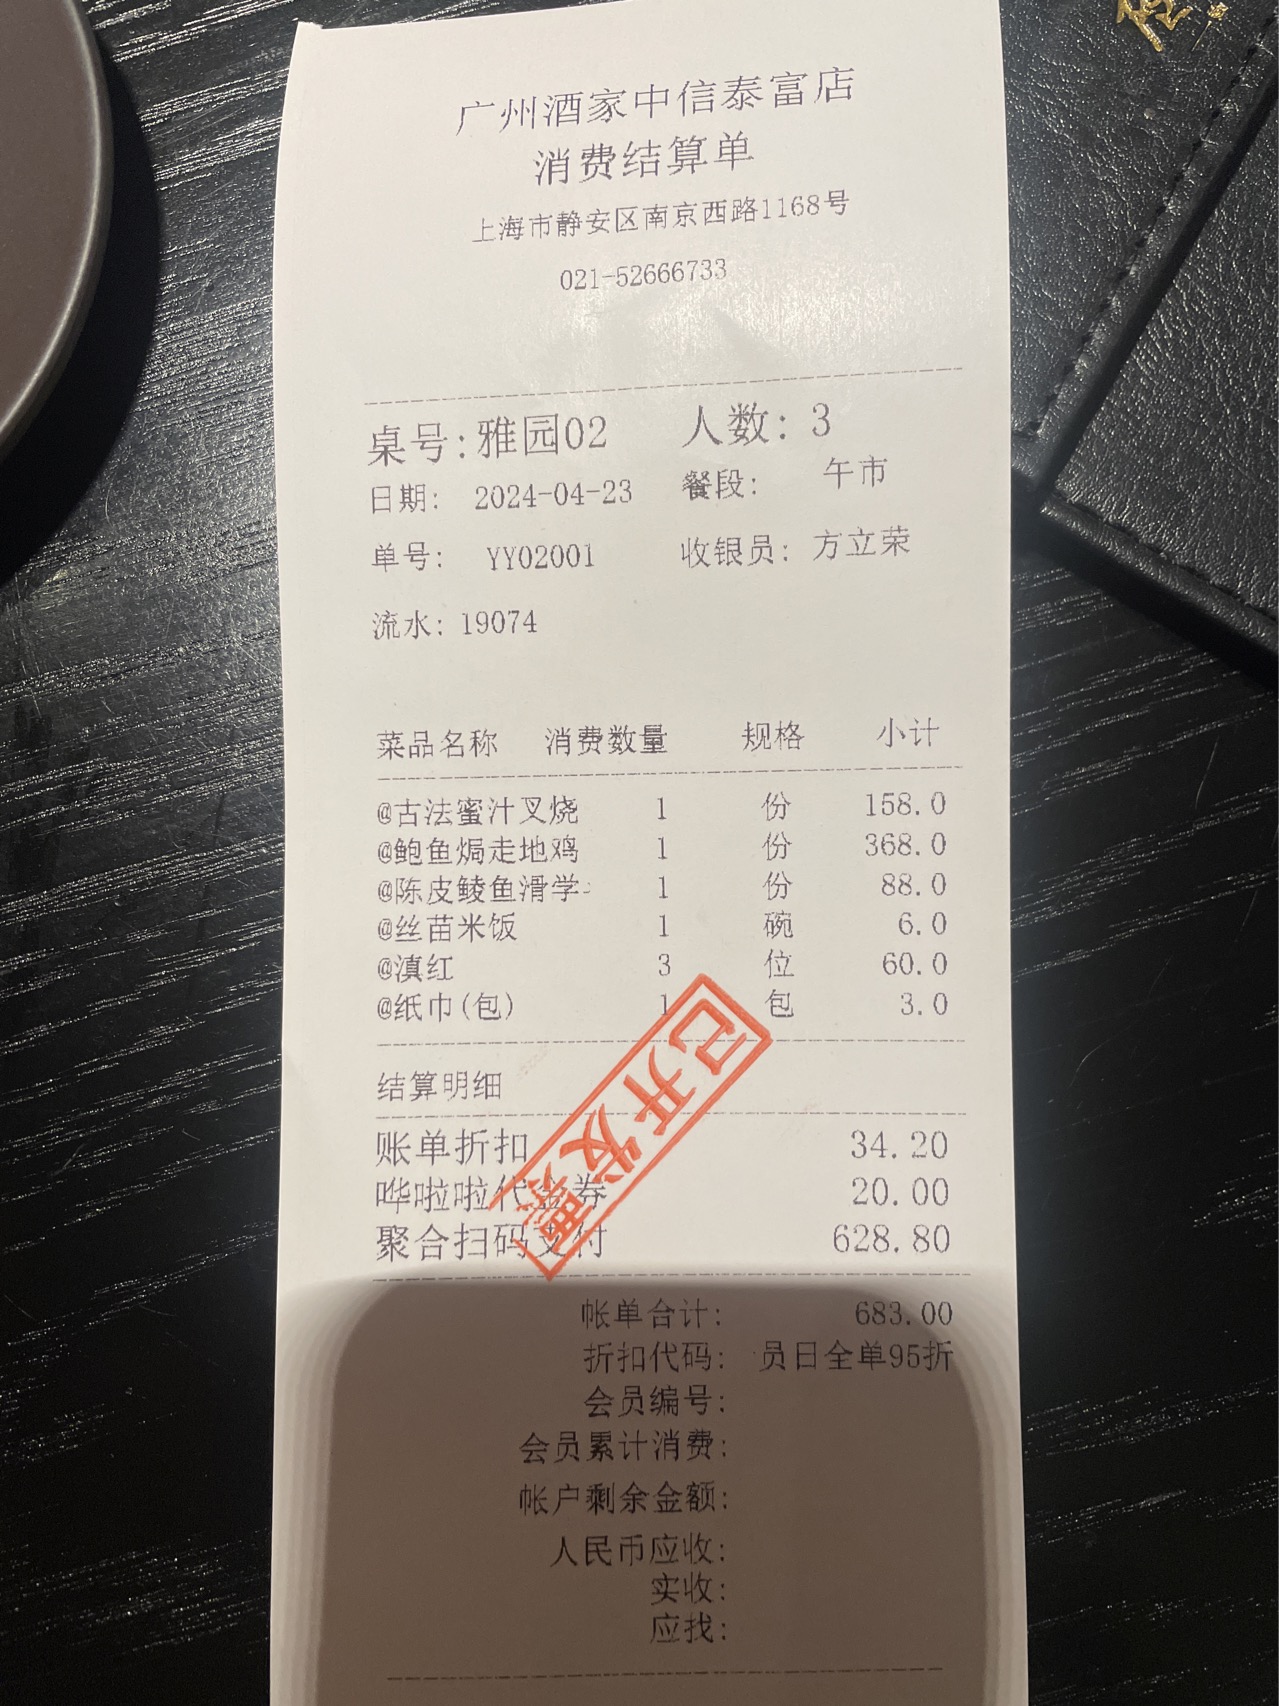 广州酒家中信泰富店
消费结算单
上海市静安区南京西路1168号
021-52666733
桌号:雅园02 人数: 3
日期: 2024-04-23 餐段: 午市
单号: YY02001 收银员: 方立荣
流水: 19074
菜品名称 消费数量 规格 小计
@古法蜜汁叉烧 1 份 158.0
@鲍鱼焗走地鸡 1 份 368.0
@陈皮鲮鱼滑学 1 份 88.0
@丝苗米饭 1 碗 6.0
@滇红 3 位 60.0
@纸巾(包) 1 包 3.0
结算明细
账单折扣 34.20
哗啦啦代金券 20.00
聚合扫码支付 628.80
已开发票
帐单合计: 683.00
折扣代码: 员日全单95折
会员编号:
会员累计消费:
帐户剩余金额:
人民币应收:
实收:
应找: